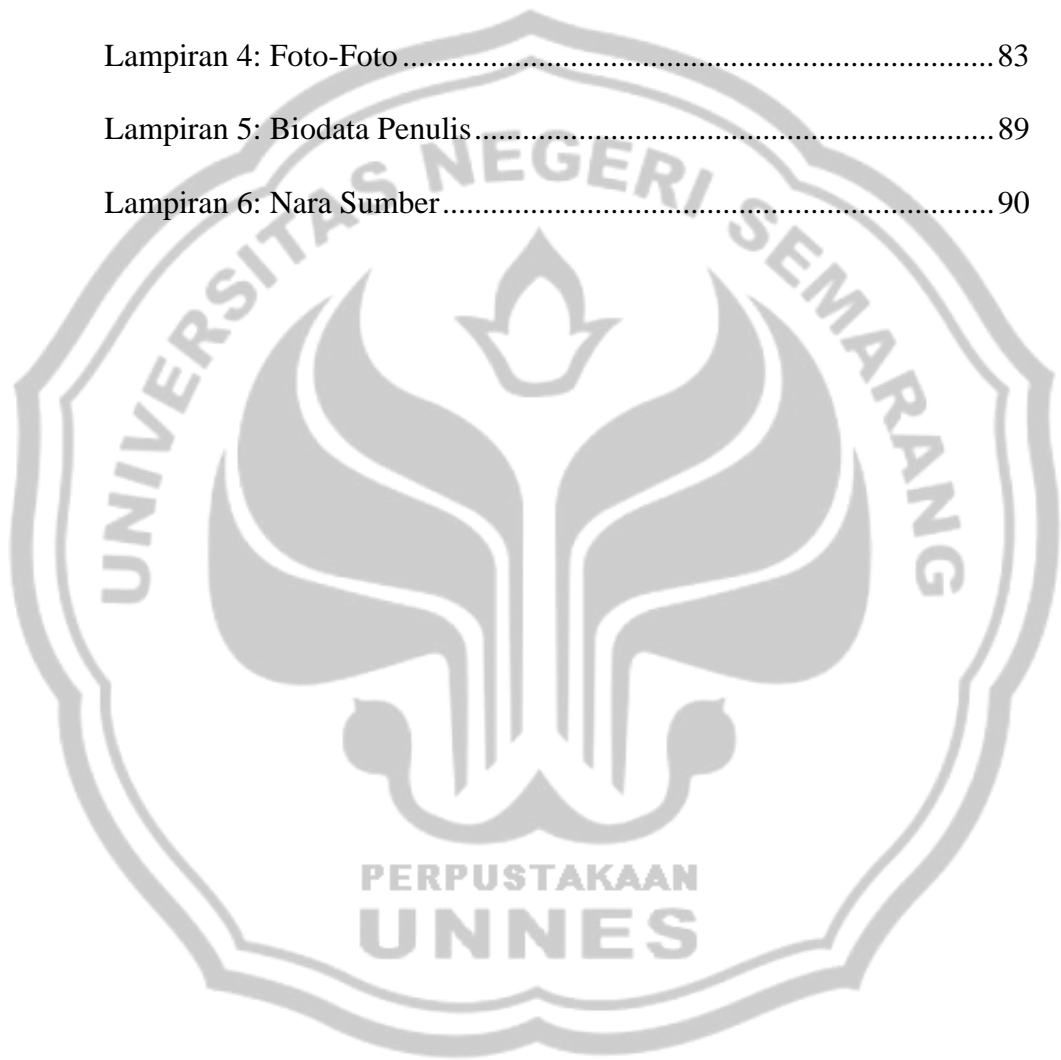 Lampiran 4: Foto-Foto.......................................................................... 83
Lampiran 5: Biodata Penulis................................................................. 89
Lampiran 6: Nara Sumber..................................................................... 90
UNIVERSITAS NEGERI SEMARANG
PERPUSTAKAAN
UNNES